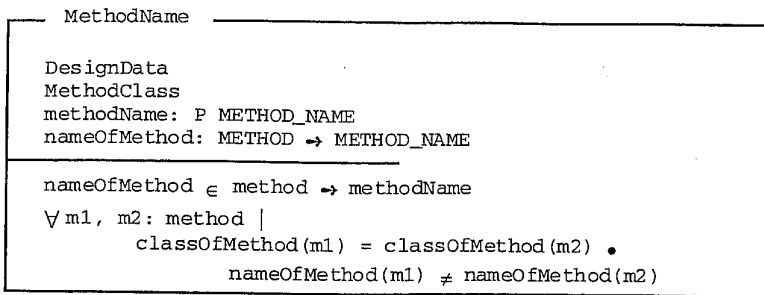 MethodName
DesignData
MethodClass
methodName: P METHOD_NAME
nameOfMethod: METHOD ⇸ METHOD_NAME
nameOfMethod ∈ method ⇸ methodName
∀ m1, m2: method |
classOfMethod(m1) = classOfMethod(m2) •
nameOfMethod(m1) ≠ nameOfMethod(m2)